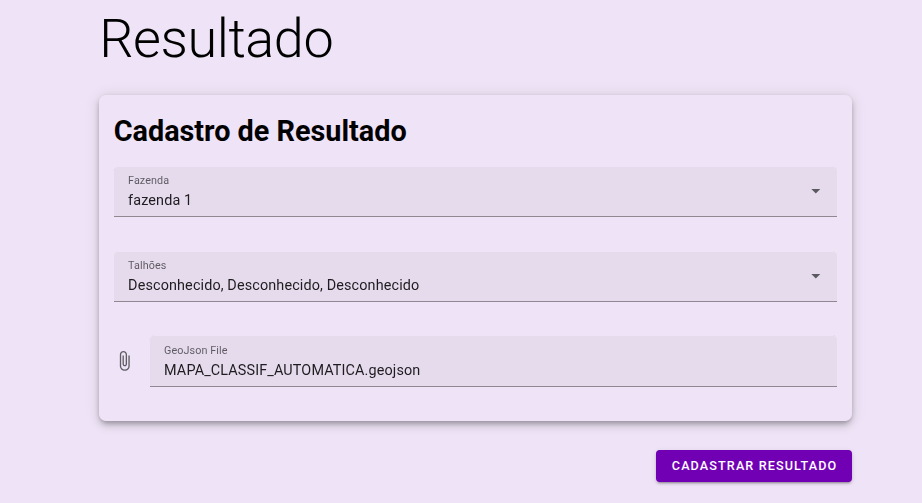 Resultado
Cadastro de Resultado
Fazenda
fazenda 1
Talhões
Desconhecido, Desconhecido, Desconhecido
GeoJson File
MAPA_CLASSIF_AUTOMATICA.geojson
CADASTRAR RESULTADO